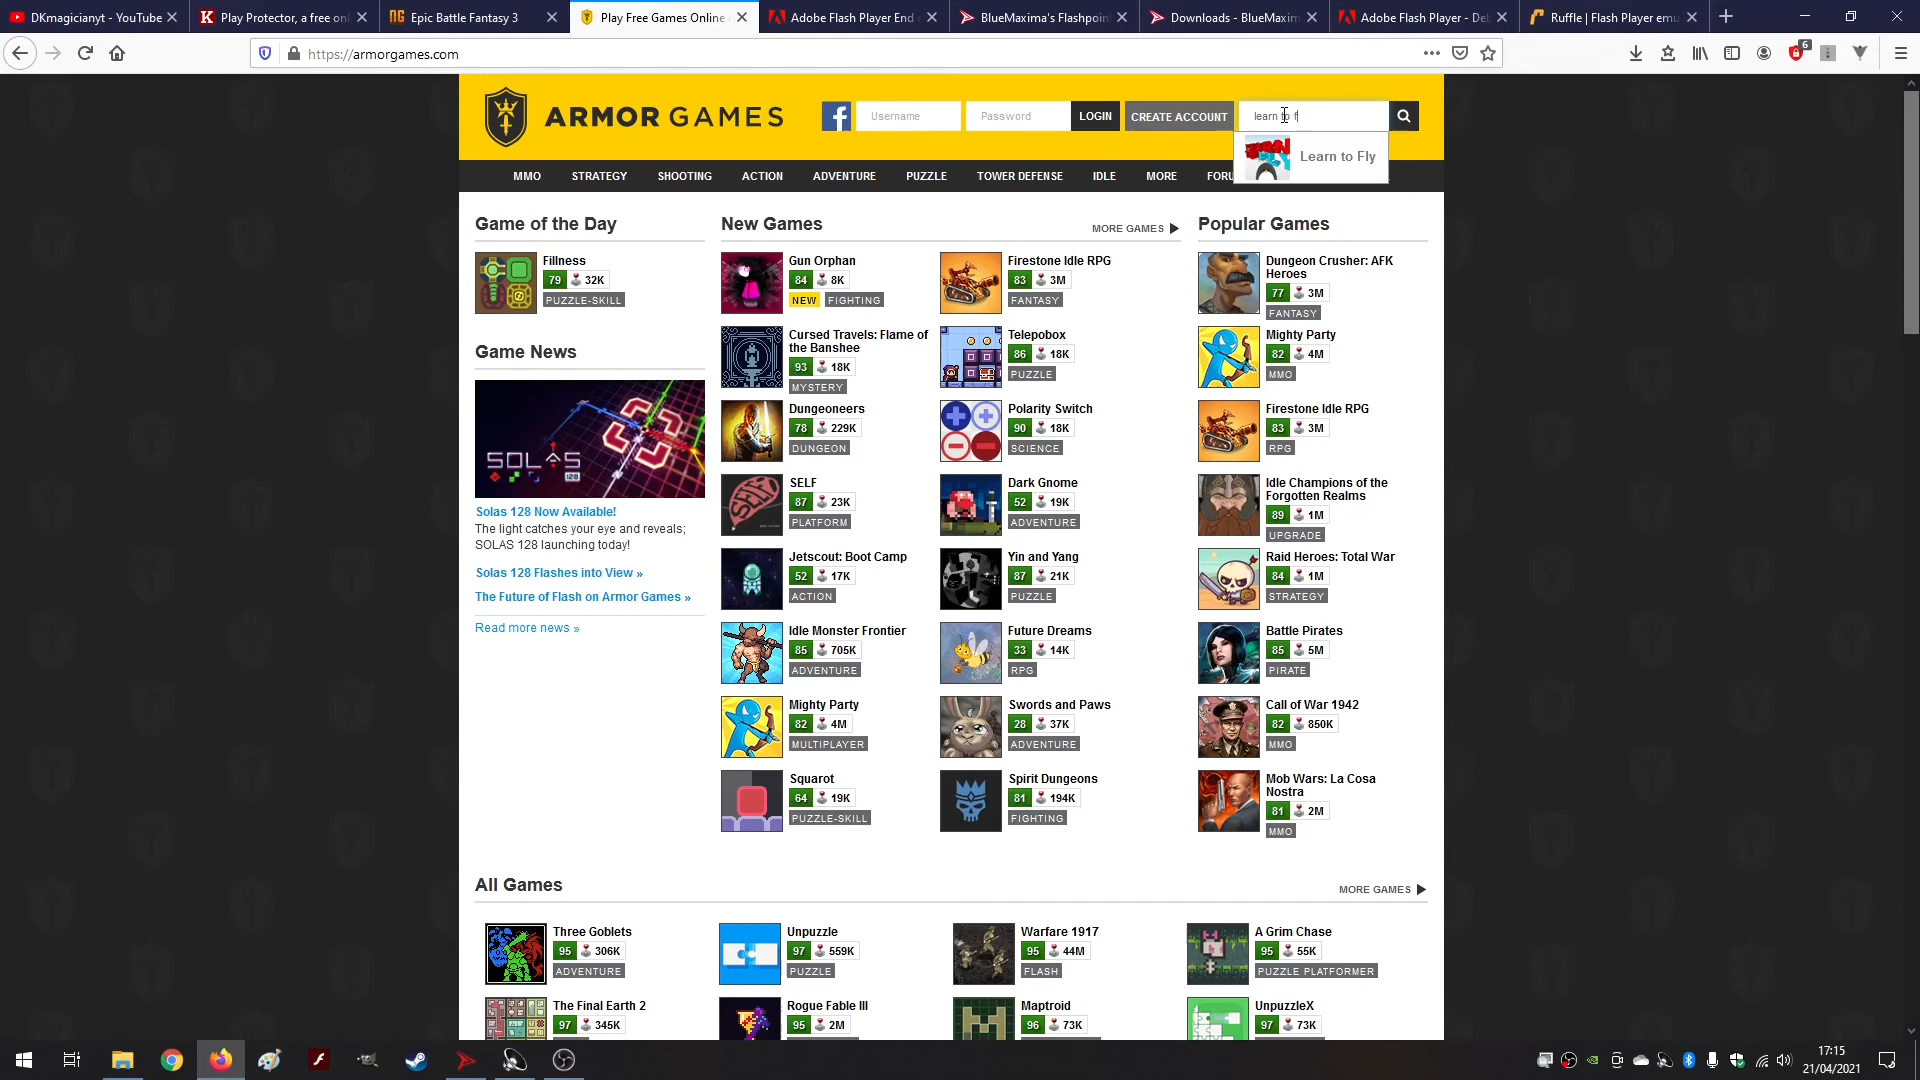 DKmagicianyt - YouTube
Play Protector, a free onl
Epic Battle Fantasy 3
Play Free Games Online
Adobe Flash Player End o
BlueMaxima's Flashpoin
Downloads - BlueMaxim
Adobe Flash Player - Deb
Ruffle | Flash Player emu
https://armorgames.com
6
ARMOR GAMES
Username
Password
LOGIN
CREATE ACCOUNT
learn to f
Learn to Fly
MMO
STRATEGY
SHOOTING
ACTION
ADVENTURE
PUZZLE
TOWER DEFENSE
IDLE
MORE
FORU
Game of the Day
Fillness
79 32K
PUZZLE-SKILL
Game News
SOLAS
128
Solas 128 Now Available!
The light catches your eye and reveals;
SOLAS 128 launching today!
Solas 128 Flashes into View »
The Future of Flash on Armor Games »
Read more news »
New Games
MORE GAMES
Gun Orphan
84 8K
NEW FIGHTING
Cursed Travels: Flame of
the Banshee
93 18K
MYSTERY
Dungeoneers
78 229K
DUNGEON
SELF
87 23K
PLATFORM
Jetscout: Boot Camp
52 17K
ACTION
Idle Monster Frontier
85 705K
ADVENTURE
Mighty Party
82 4M
MULTIPLAYER
Squarot
64 19K
PUZZLE-SKILL
Firestone Idle RPG
83 3M
FANTASY
Telepobox
86 18K
PUZZLE
Polarity Switch
90 18K
SCIENCE
Dark Gnome
52 19K
ADVENTURE
Yin and Yang
87 21K
PUZZLE
Future Dreams
33 14K
RPG
Swords and Paws
28 37K
ADVENTURE
Spirit Dungeons
81 194K
FIGHTING
Popular Games
Dungeon Crusher: AFK
Heroes
77 3M
FANTASY
Mighty Party
82 4M
MMO
Firestone Idle RPG
83 3M
RPG
Idle Champions of the
Forgotten Realms
89 1M
UPGRADE
Raid Heroes: Total War
84 1M
STRATEGY
Battle Pirates
85 5M
PIRATE
Call of War 1942
82 850K
MMO
Mob Wars: La Cosa
Nostra
81 2M
MMO
All Games
MORE GAMES
Three Goblets
95 306K
ADVENTURE
Unpuzzle
97 559K
PUZZLE
Warfare 1917
95 44M
FLASH
A Grim Chase
95 55K
PUZZLE PLATFORMER
The Final Earth 2
97 345K
Rogue Fable III
95 2M
Maptroid
96 73K
UnpuzzleX
97 73K
17:15
21/04/2021